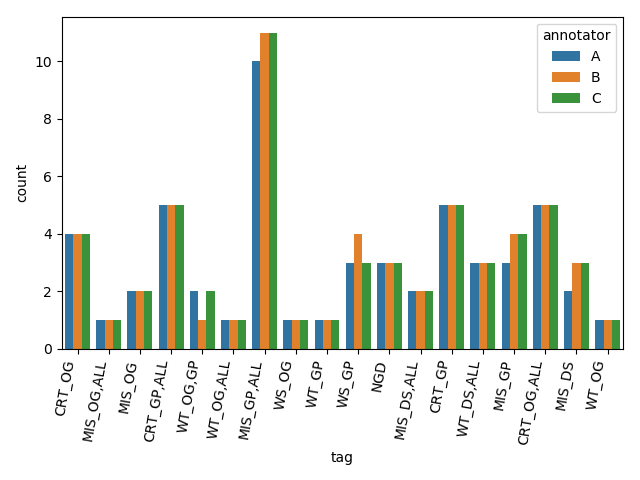 annotator
A
B
C
count
10
8
6
4
2
0
CRT_OG
MIS_OG,ALL
MIS_OG
CRT_GP,ALL
WT_OG,GP
WT_OG,ALL
MIS_GP,ALL
WS_OG
WT_GP
WS_GP
NGD
MIS_DS,ALL
CRT_GP
WT_DS,ALL
MIS_GP
CRT_OG,ALL
MIS_DS
WT_OG
tag